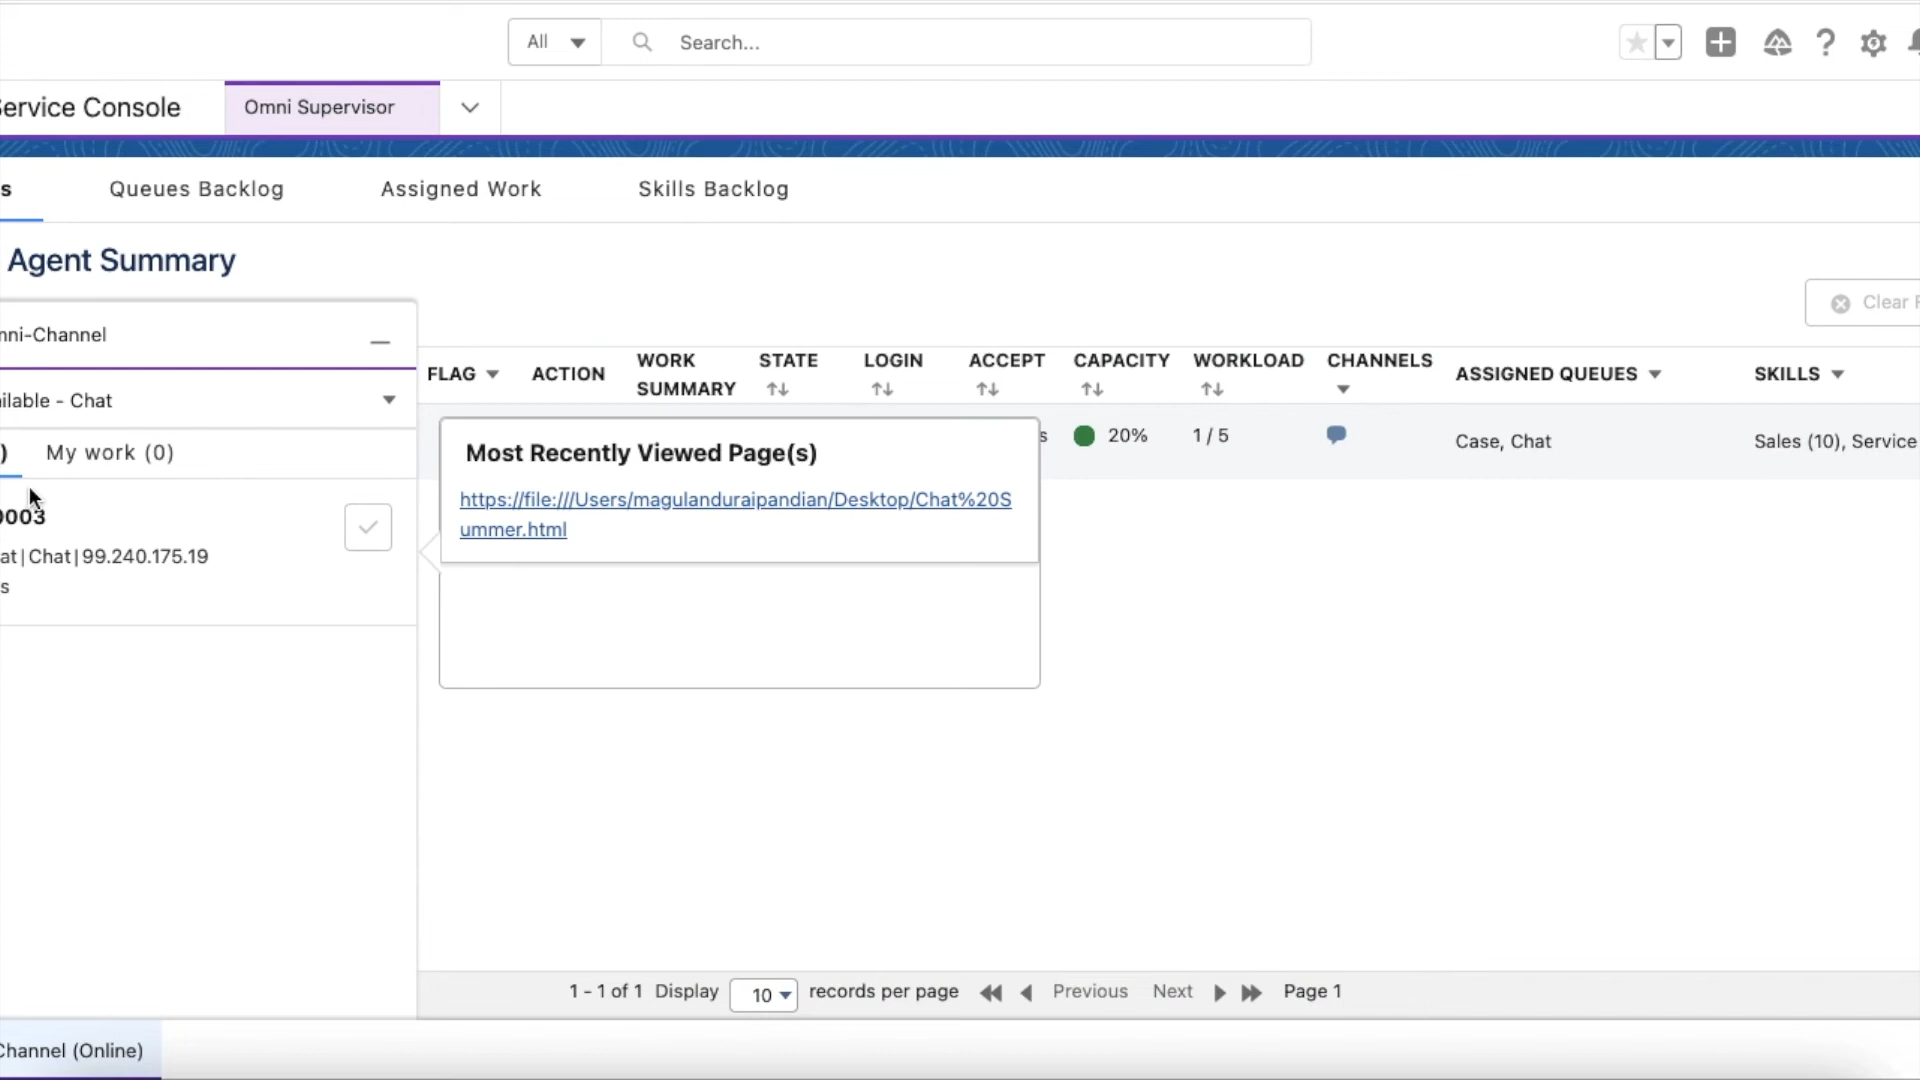 All
Search...
ervice Console
Omni Supervisor
s
Queues Backlog
Assigned Work
Skills Backlog
Agent Summary
Clear
mni-Channel
FLAG
ACTION
WORK SUMMARY
STATE
LOGIN
ACCEPT
CAPACITY
WORKLOAD
CHANNELS
ASSIGNED QUEUES
SKILLS
ilable - Chat
s
20%
1 / 5
Case, Chat
Sales (10), Service
) My work (0)
Most Recently Viewed Page(s)
https://file:///Users/magulanduraipandian/Desktop/Chat%20S
ummer.html
0003
at|Chat|99.240.175.19
s
1 - 1 of 1 Display 10 records per page Previous Next Page 1
Channel (Online)